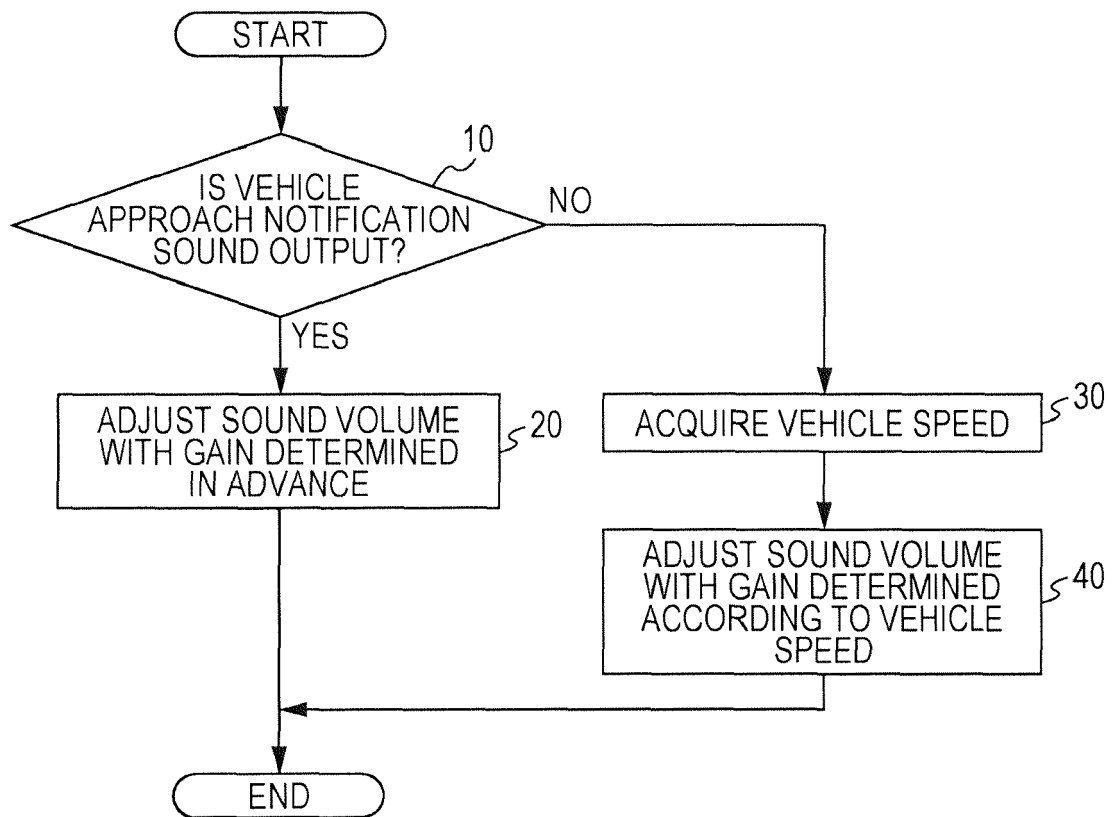 START
10
IS VEHICLE
APPROACH NOTIFICATION
SOUND OUTPUT?
NO
YES
ADJUST SOUND VOLUME
WITH GAIN DETERMINED
IN ADVANCE
20
ACQUIRE VEHICLE SPEED
30
ADJUST SOUND VOLUME
WITH GAIN DETERMINED
ACCORDING TO VEHICLE
SPEED
40
END